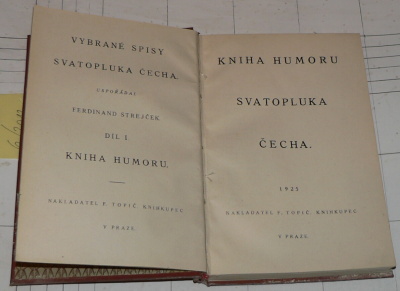 VYBRANÉ SPISY
SVATOPLUKA ČECHA.
USPOŘÁDAL
FERDINAND STREJČEK.
DÍL I.
KNIHA HUMORU.
NAKLADATEL F. TOPIČ, KNIHKUPEC,
V PRAZE.
KNIHA HUMORU
SVATOPLUKA
ČECHA.
NAKLADATEL F. TOPIČ, KNIHKUPEC,
V PRAZE.